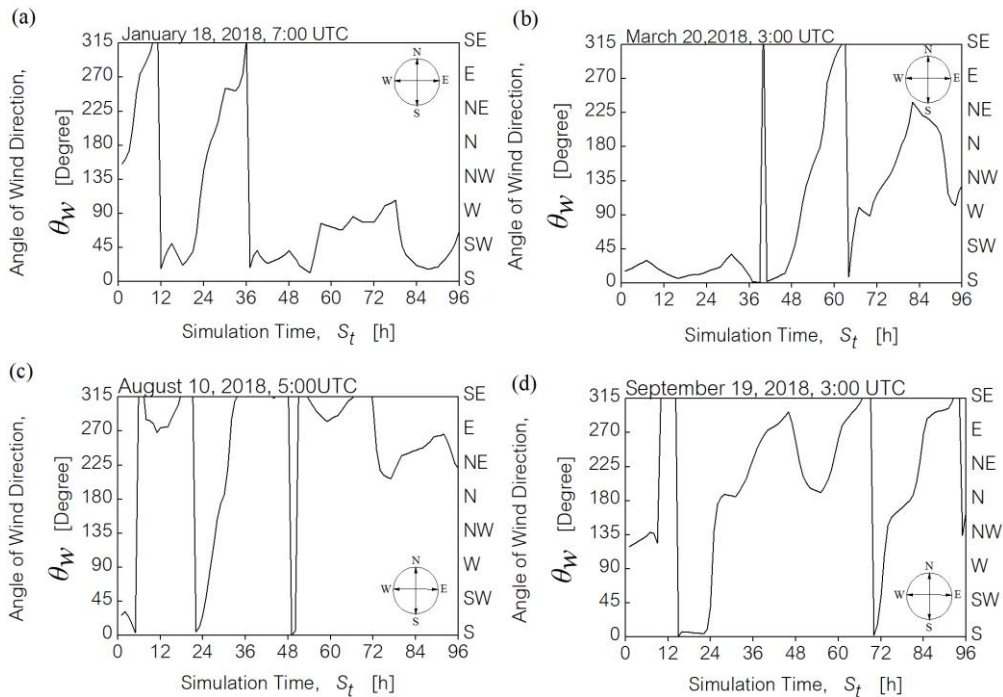 (a)
January 18, 2018, 7:00 UTC
Angle of Wind Direction,
θw [Degree]
315
270
225
180
135
90
45
0
SE
E
NE
N
NW
W
SW
S
N
W E
S
0 12 24 36 48 60 72 84 96
Simulation Time, St [h]
(b)
March 20,2018, 3:00 UTC
Angle of Wind Direction,
θw [Degree]
315
270
225
180
135
90
45
0
SE
E
NE
N
NW
W
SW
S
N
W E
S
0 12 24 36 48 60 72 84 96
Simulation Time, St [h]
(c)
August 10, 2018, 5:00UTC
Angle of Wind Direction,
θw [Degree]
315
270
225
180
135
90
45
0
SE
E
NE
N
NW
W
SW
S
N
W E
S
0 12 24 36 48 60 72 84 96
Simulation Time, St [h]
(d)
September 19, 2018, 3:00 UTC
Angle of Wind Direction,
θw [Degree]
315
270
225
180
135
90
45
0
SE
E
NE
N
NW
W
SW
S
N
W E
S
0 12 24 36 48 60 72 84 96
Simulation Time, St [h]